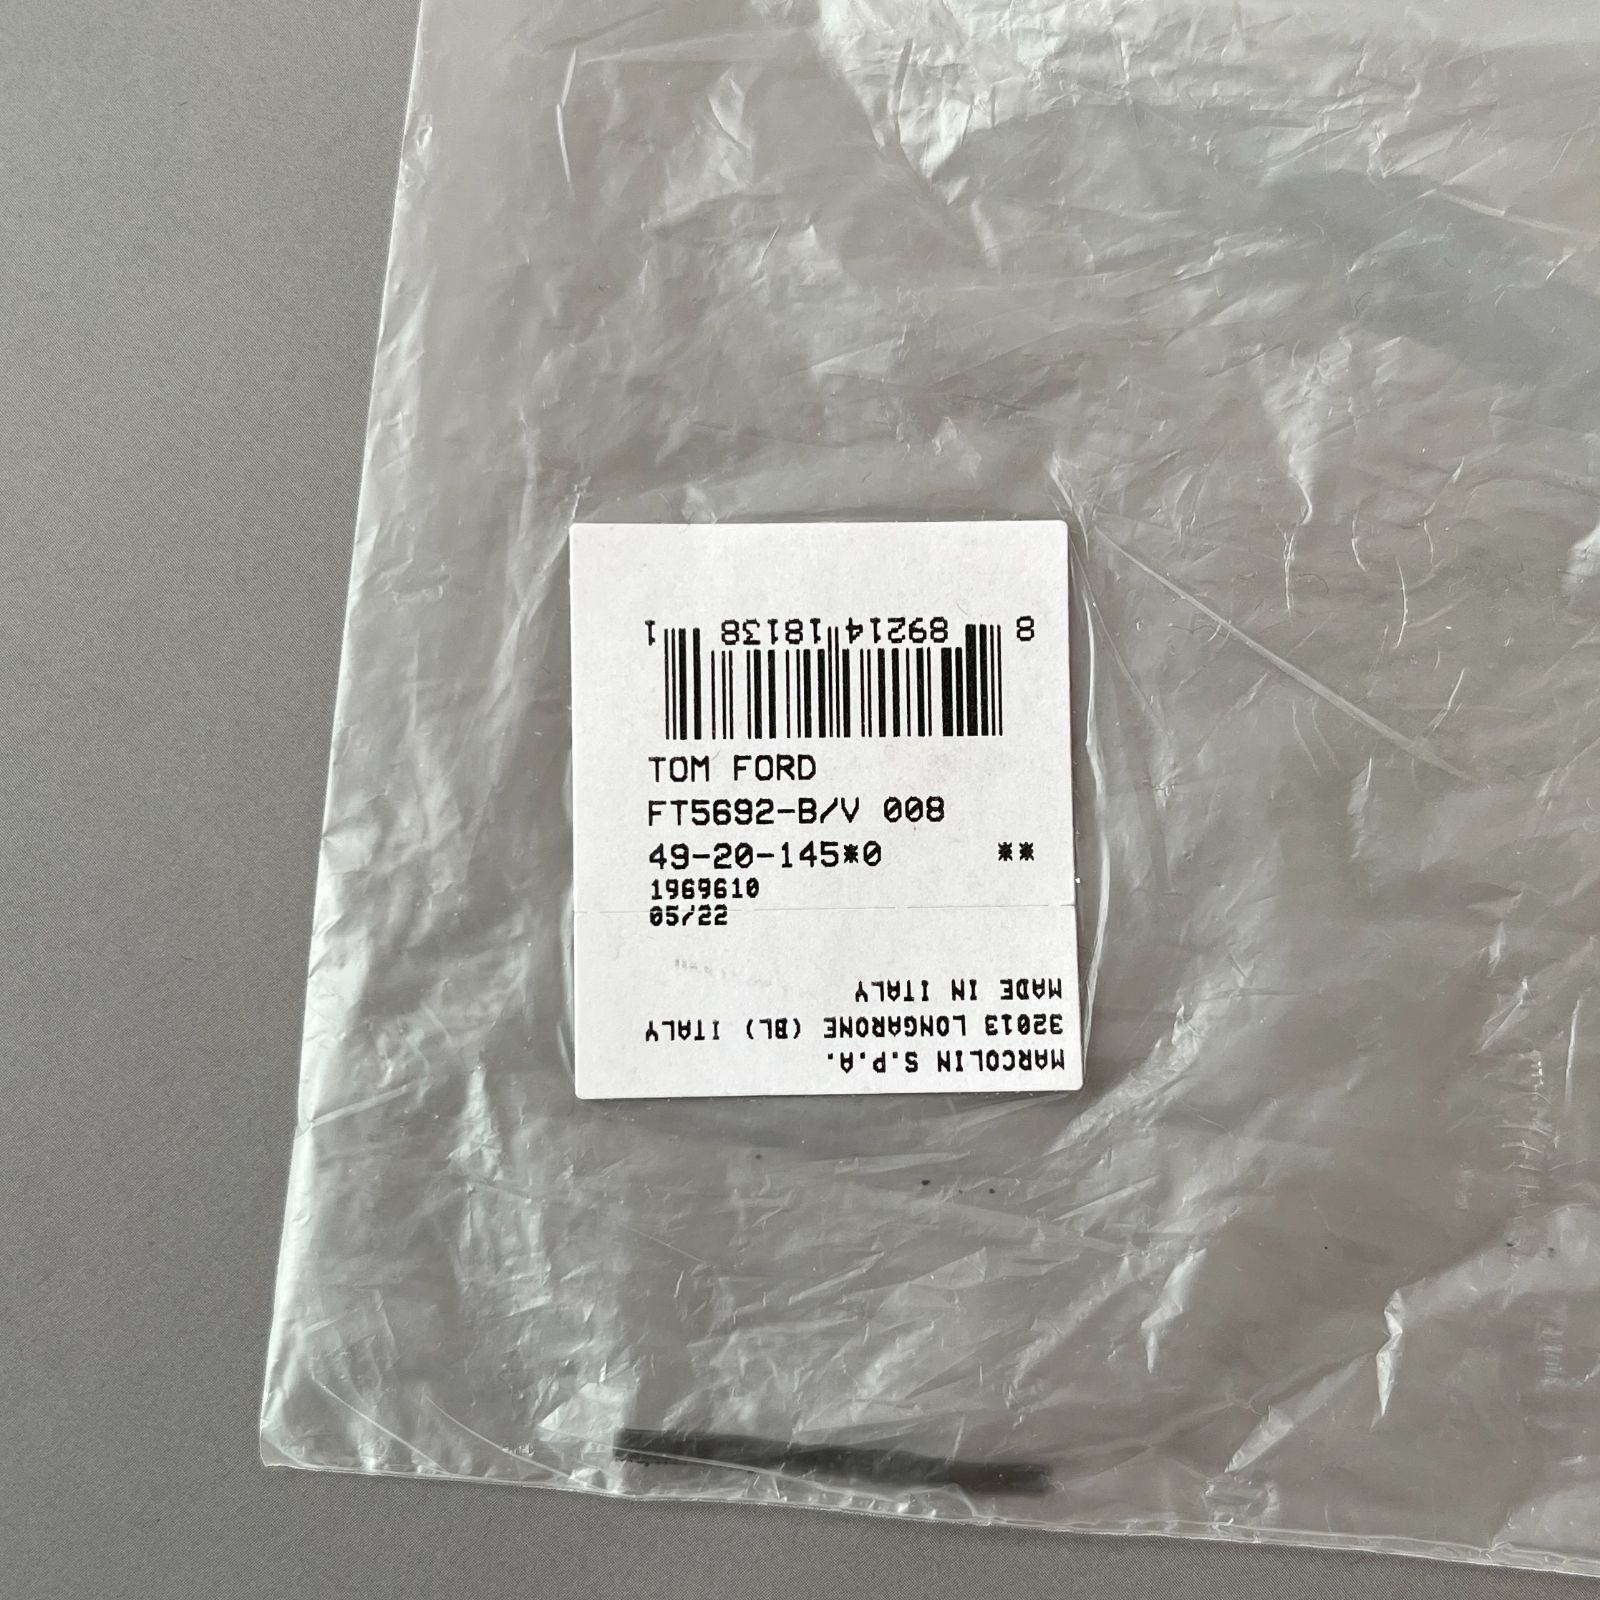 8 89214 18138 1
TOM FORD
FT5692-B/V 008
49-20-145*0 **
1969610
05/22
MARCOLIN S.P.A.
32013 LONGARONE (BL) ITALY
MADE IN ITALY